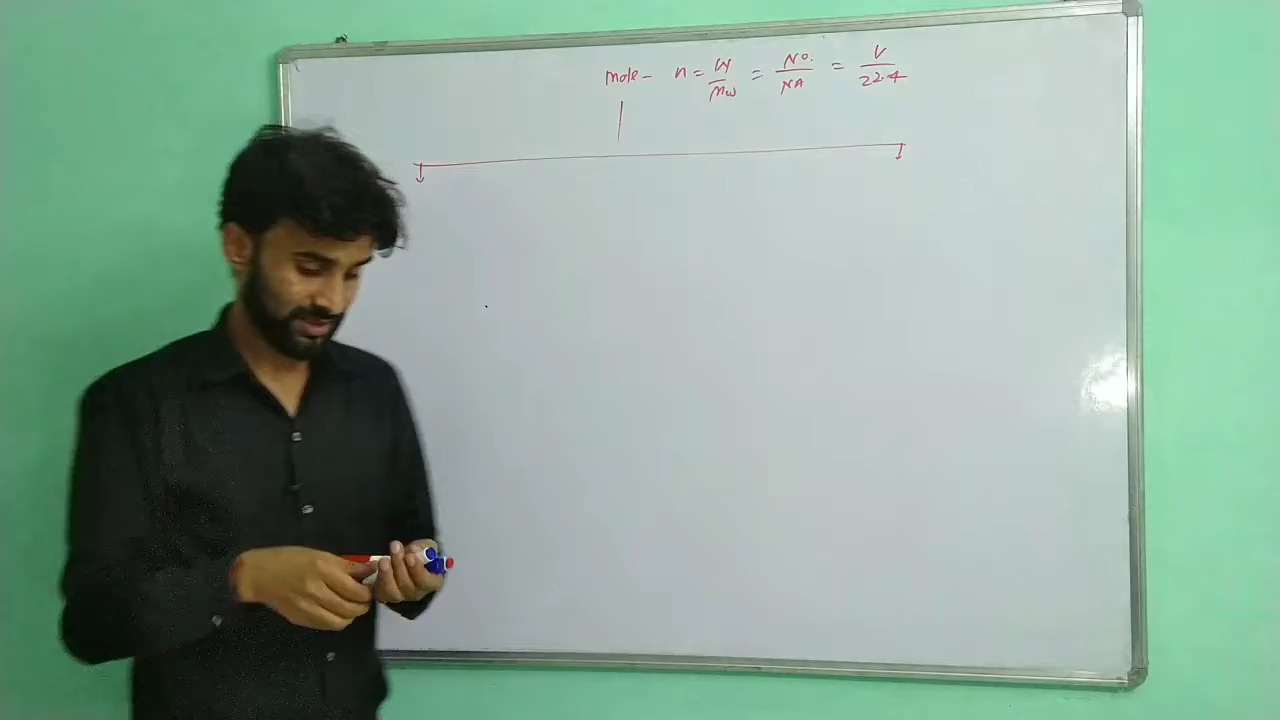 Mole - n = W/Mw = No./NA = V/22.4